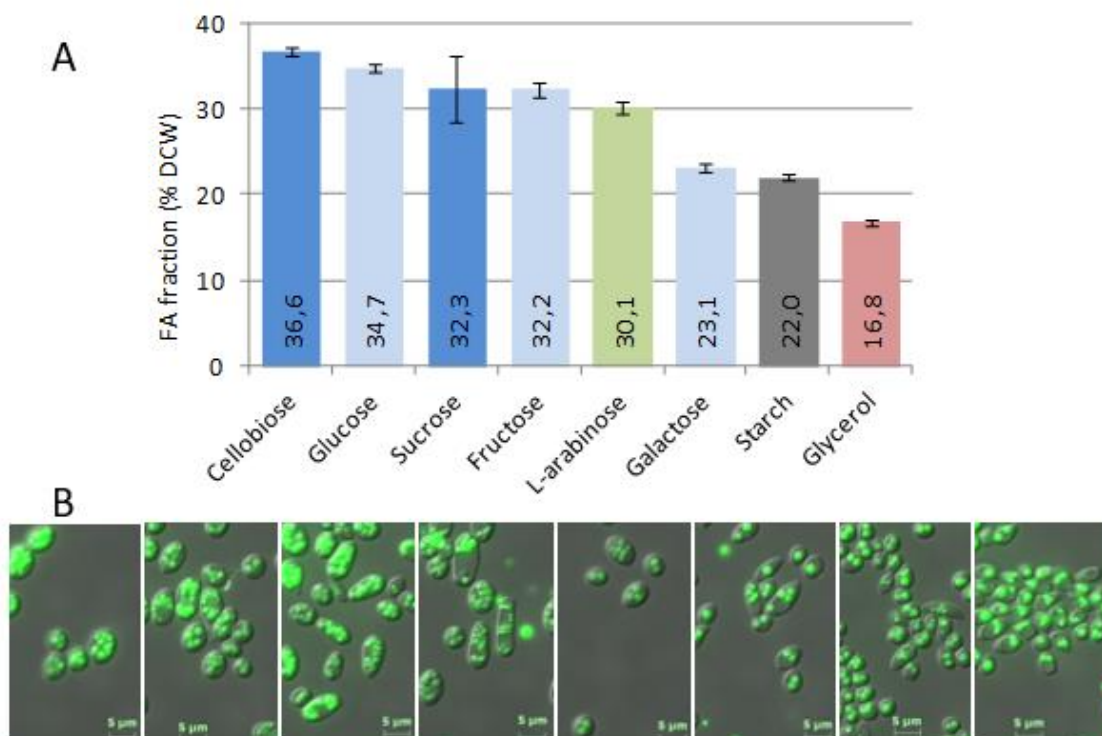 A
FA fraction (% DCW)
40
30
20
10
0
36,6
34,7
32,3
32,2
30,1
23,1
22,0
16,8
Cellobiose
Glucose
Sucrose
Fructose
L-arabinose
Galactose
Starch
Glycerol
B
5 µm
5 µm
5 µm
5 µm
5 µm
5 µm
5 µm
5 µm